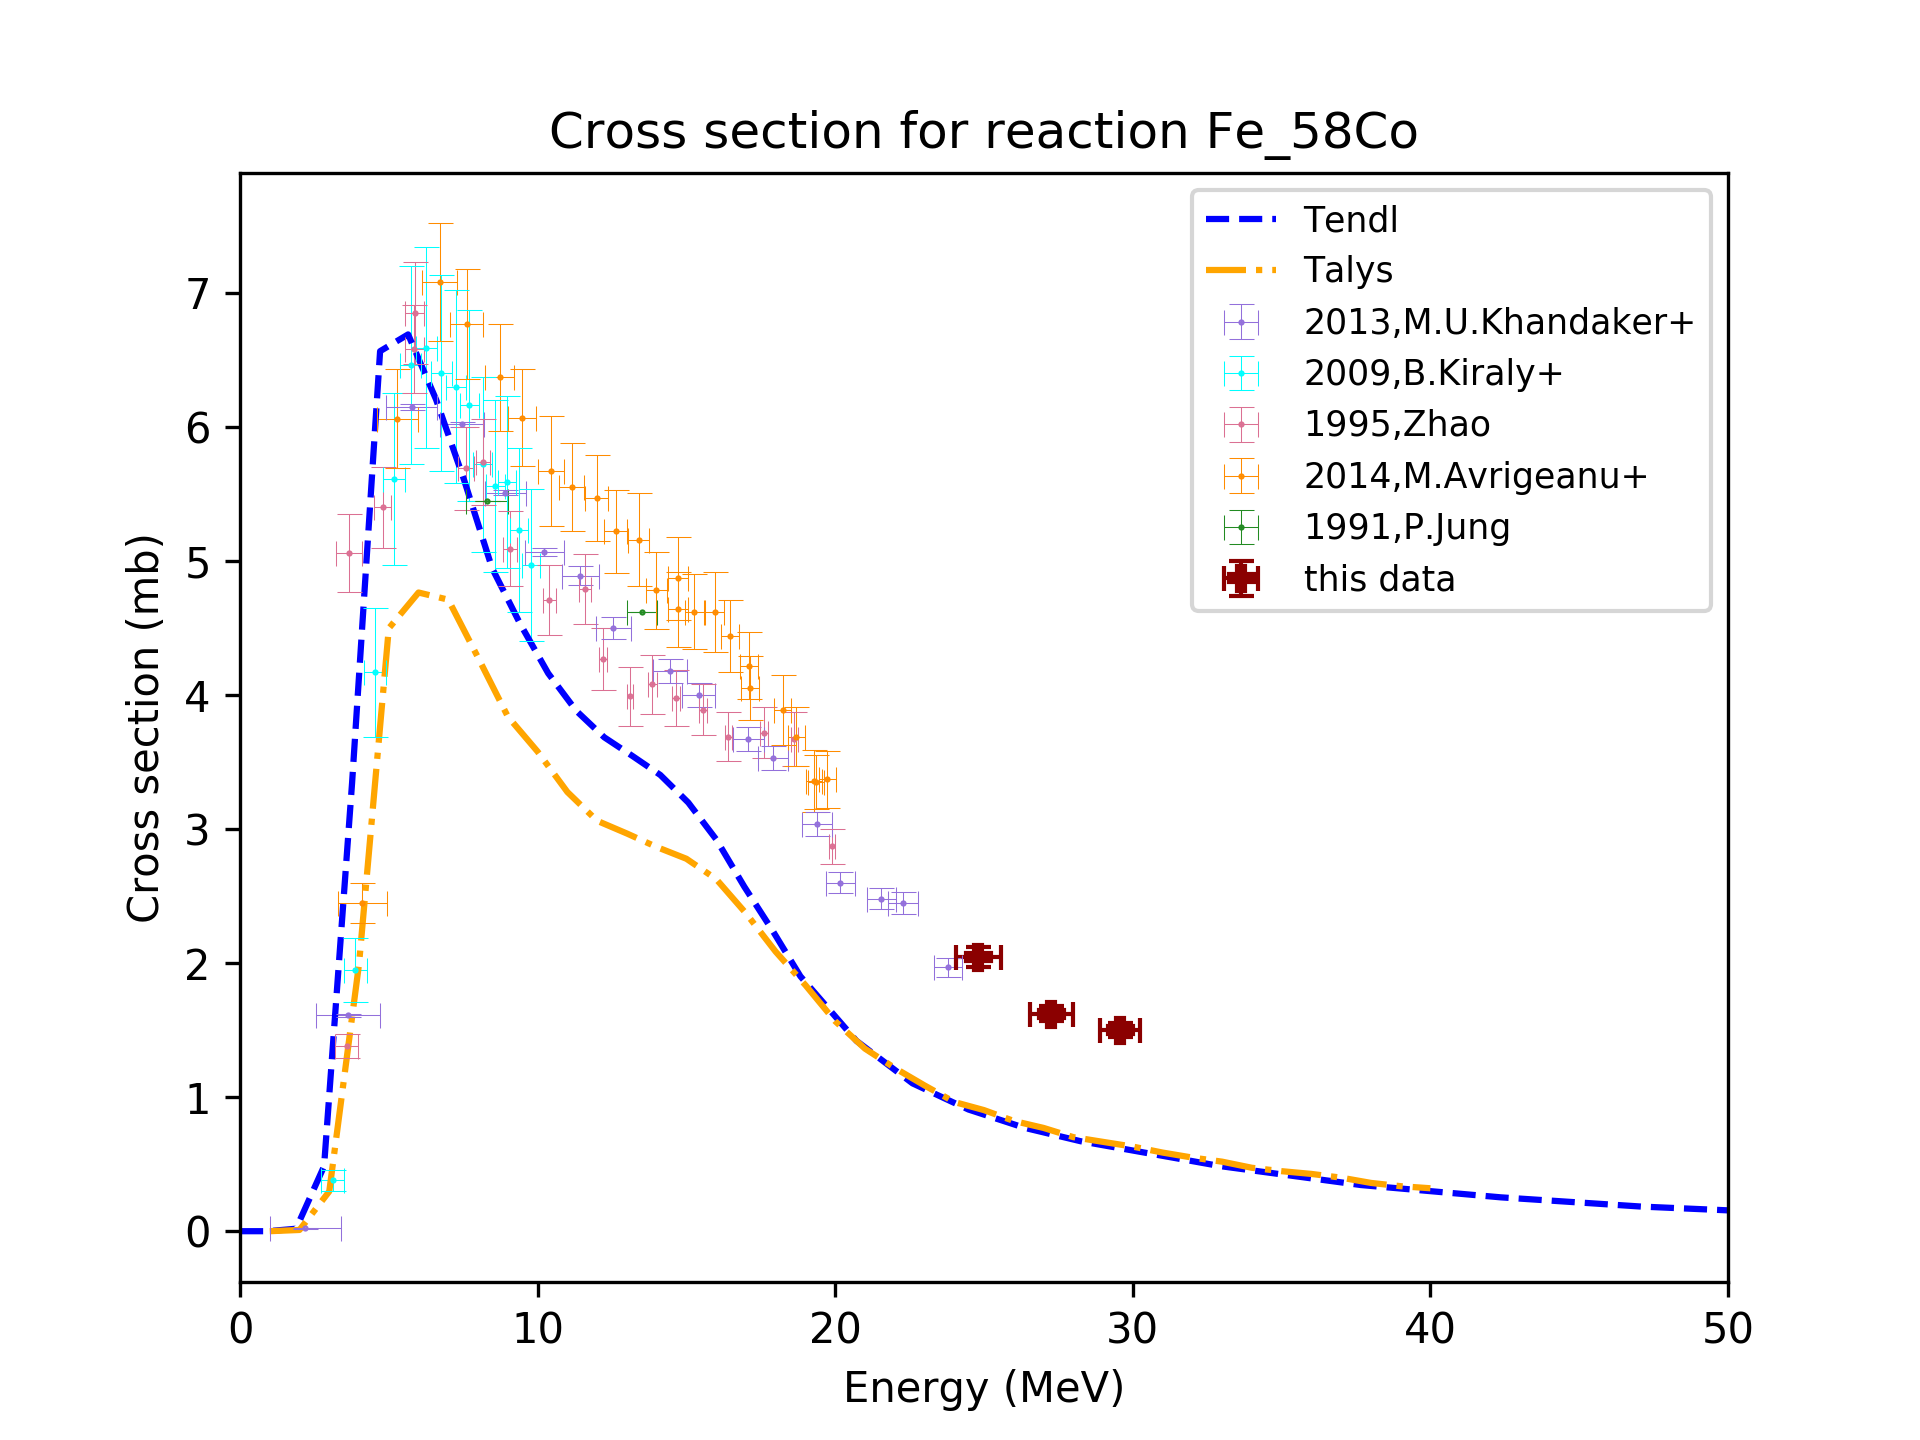 Cross section for reaction Fe_58Co
Tendl
Talys
2013,M.U.Khandaker+
2009,B.Kiraly+
1995,Zhao
2014,M.Avrigeanu+
1991,P.Jung
this data
Cross section (mb)
7
6
5
4
3
2
1
0
0 10 20 30 40 50
Energy (MeV)